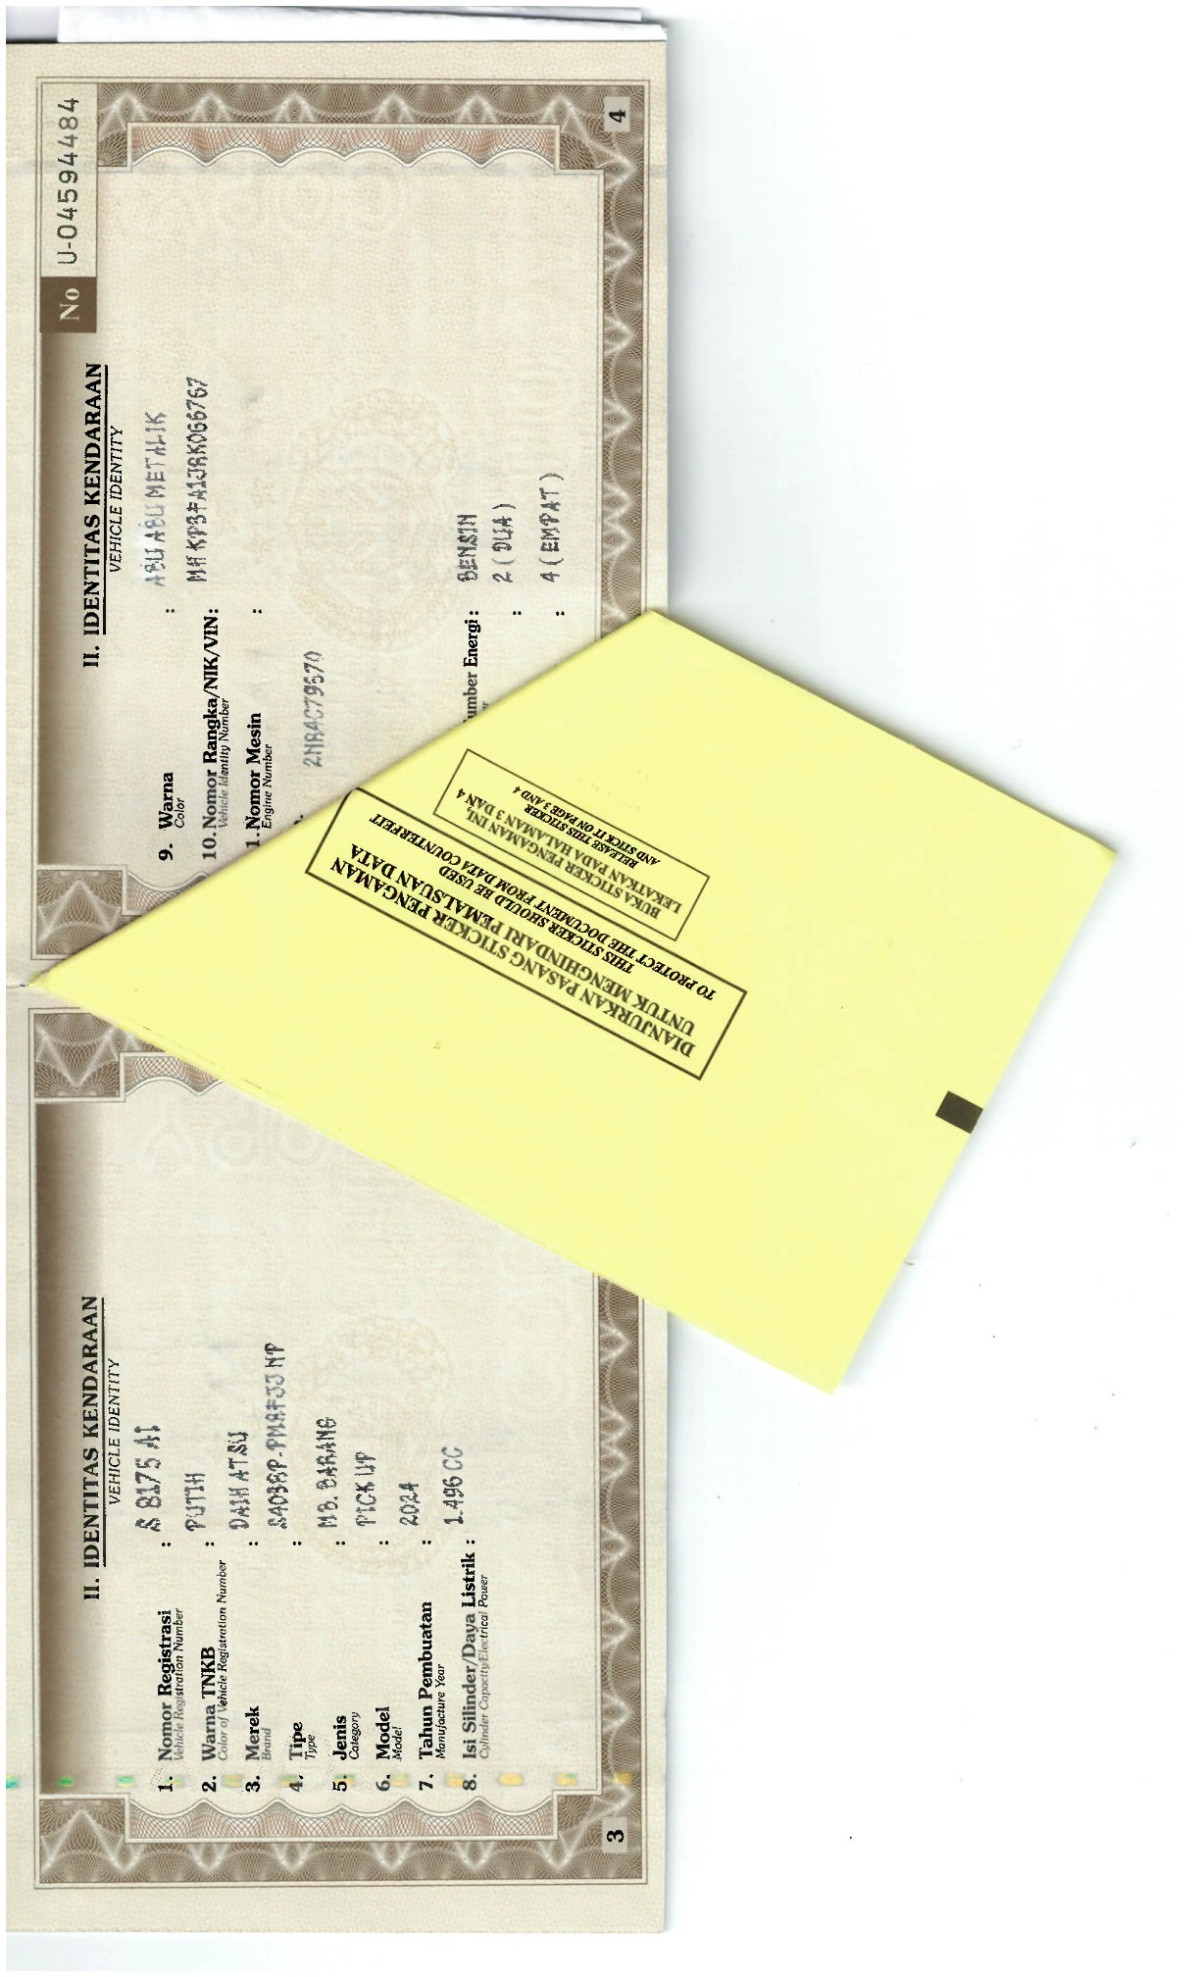 II. IDENTITAS KENDARAAN
VEHICLE IDENTITY
1. Nomor Registrasi : S 8175 AI
Vehicle Registration Number
2. Warna TNKB : PUTIH
Color of Vehicle Registration Number
3. Merek : DAIHATSU
Brand
4. Tipe : S403RP-PMRFJJ HP
Type
5. Jenis : MB. BARANG
Category
6. Model : PICK UP
Model
7. Tahun Pembuatan : 2024
Manufacture Year
8. Isi Silinder/Daya Listrik : 1.496 CC
Cylinder Capacity/Electrical Power
3
No U-04594484
II. IDENTITAS KENDARAAN
VEHICLE IDENTITY
9. Warna : ABU ABU METALIK
Color
10. Nomor Rangka/NIK/VIN :
Vehicle Identity Number
1. Nomor Mesin :
Engine Number
umber Energi : BENSIN
: 2 ( DUA )
: 4 ( EMPAT )
4
DIANJURKAN PASANG STICKER PENGAMAN
UNTUK MENGHINDARI PEMALSUAN DATA
THIS STICKER SHOULD BE USED
TO PROTECT THE DOCUMENT FROM DATA COUNTERFEIT
BUKA STICKER PENGAMAN INI,
LEKATKAN PADA HALAMAN 3 DAN 4
RELEASE THIS STICKER
AND STICK IT ON PAGE 3 AND 4